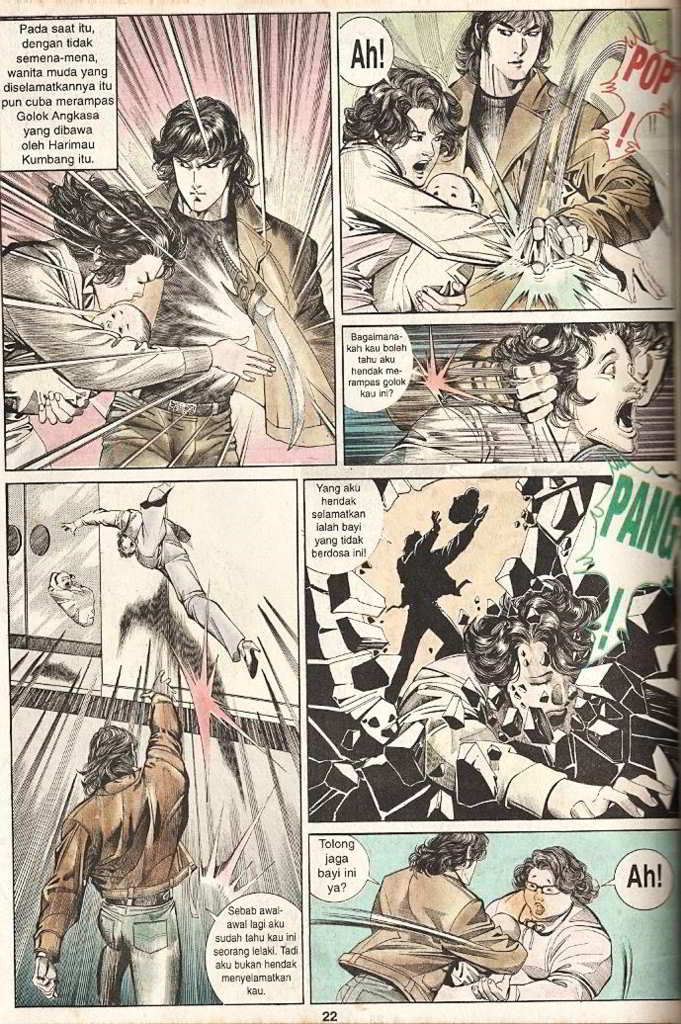 Pada saat itu,
dengan tidak
semena-mena,
wanita muda yang
diselamatkannya itu
pun cuba merampas
Golok Angkasa
yang dibawa
oleh Harimau
Kumbang itu.
Ah!
POP
!
Bagaimana-
kah kau boleh
tahu aku
hendak me-
rampas golok
kau ini?
Sebab awal-
awal lagi aku
sudah tahu kau ini
seorang lelaki. Tadi
aku bukan hendak
menyelamatkan
kau.
Yang aku
hendak
selamatkan
ialah bayi
yang tidak
berdosa ini!
PANG
!
Tolong
jaga
bayi ini
ya?
Ah!
22